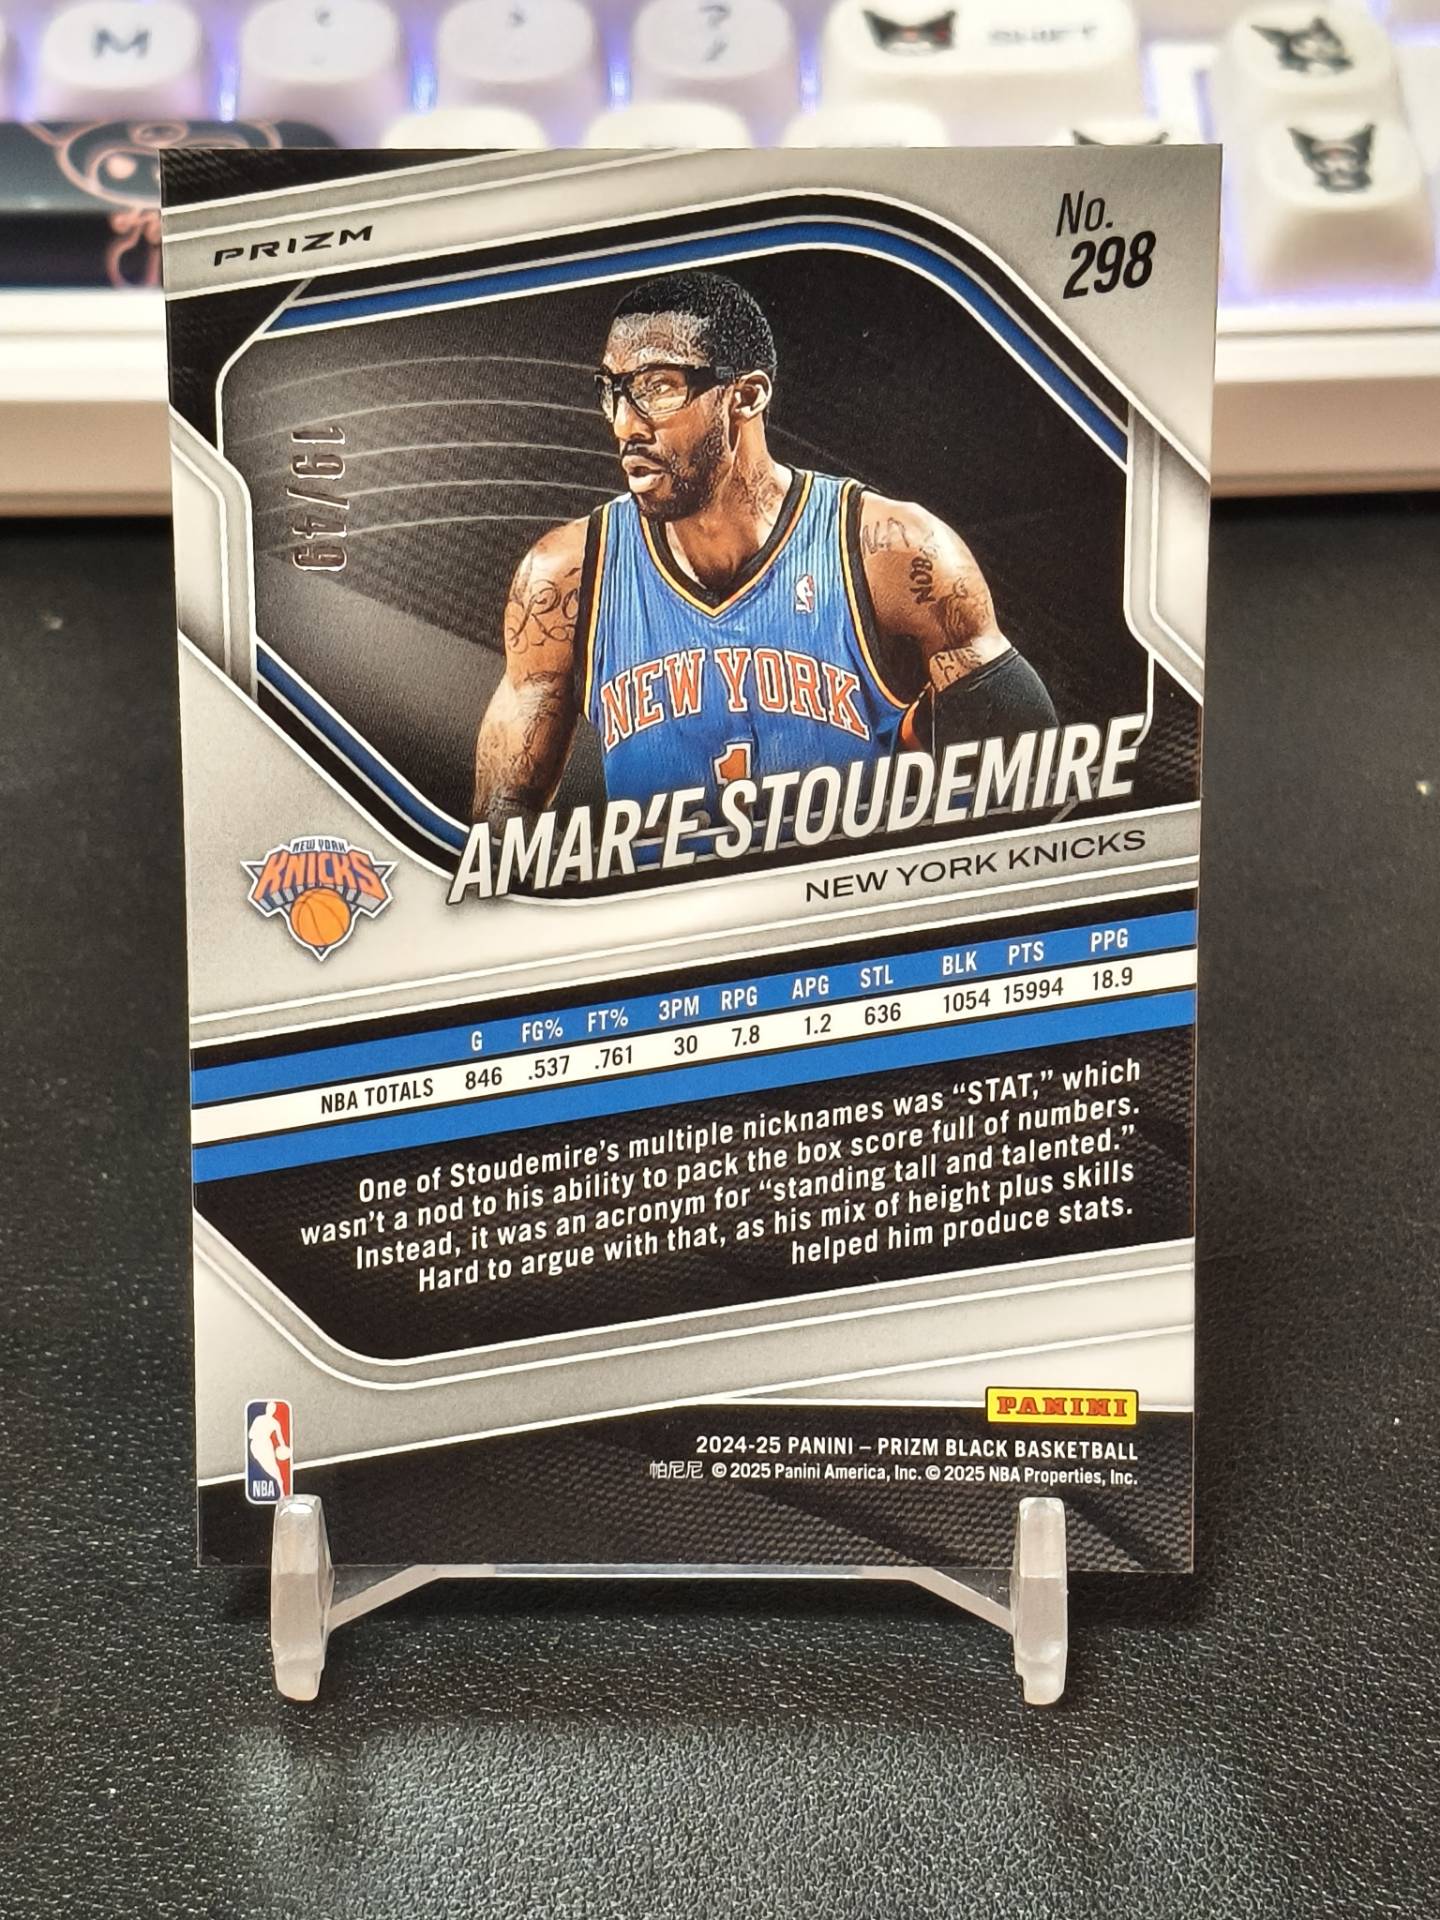 M
?
SHIFT
PRIZM
No.
298
19/49
NEW YORK
1
AMAR'E STOUDEMIRE
NEW YORK KNICKS
NEW YORK
KNICKS
G FG% FT% 3PM RPG APG STL BLK PTS PPG
NBA TOTALS 846 .537 .761 30 7.8 1.2 636 1054 15994 18.9
One of Stoudemire's multiple nicknames was “STAT,” which
wasn't a nod to his ability to pack the box score full of numbers.
Instead, it was an acronym for “standing tall and talented.”
Hard to argue with that, as his mix of height plus skills
helped him produce stats.
PANINI
NBA
2024-25 PANINI – PRIZM BLACK BASKETBALL
帕尼尼 © 2025 Panini America, Inc. © 2025 NBA Properties, Inc.